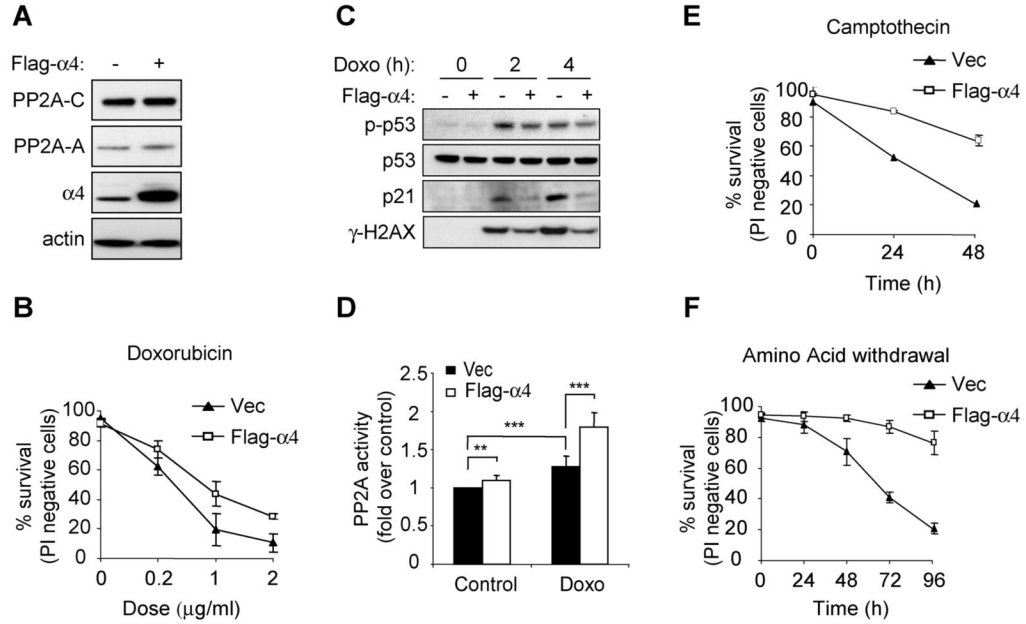 A
Flag-α4: - +
PP2A-C
PP2A-A
α4
actin
B
Doxorubicin
Vec
Flag-α4
% survival
(PI negative cells)
100
80
60
40
20
0
0 0.2 1 2
Dose (μg/ml)
C
Doxo (h): 0 2 4
Flag-α4: - + - + - +
p-p53
p53
p21
γ-H2AX
D
Vec
Flag-α4
PP2A activity
(fold over control)
2.5
2
1.5
1
0.5
0
**
***
***
Control Doxo
E
Camptothecin
Vec
Flag-α4
% survival
(PI negative cells)
100
80
60
40
20
0
0 24 48
Time (h)
F
Amino Acid withdrawal
Vec
Flag-α4
% survival
(PI negative cells)
100
80
60
40
20
0
0 24 48 72 96
Time (h)